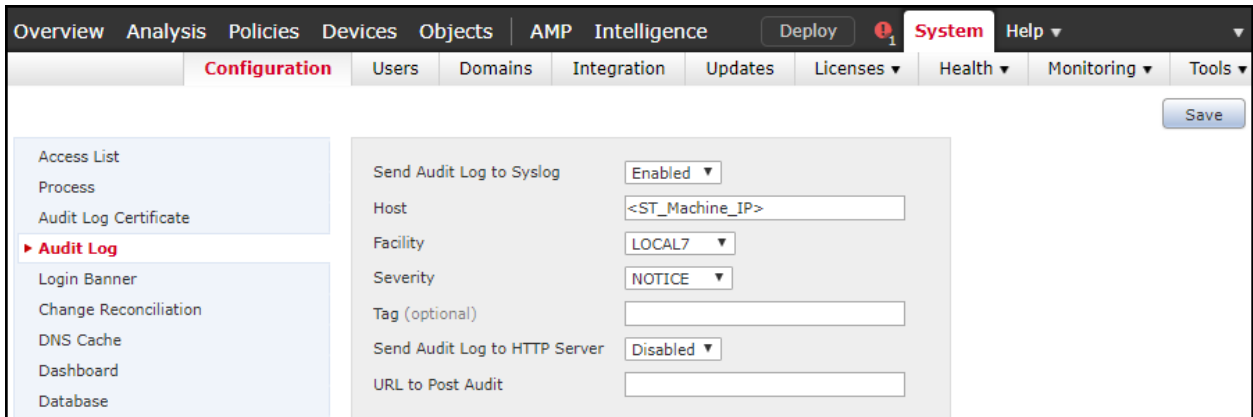 Overview Analysis Policies Devices Objects AMP Intelligence Deploy 1 System Help ▾
Configuration Users Domains Integration Updates Licenses ▾ Health ▾ Monitoring ▾ Tools ▾
Save
Access List
Process
Audit Log Certificate
Audit Log
Login Banner
Change Reconciliation
DNS Cache
Dashboard
Database
Send Audit Log to Syslog Enabled
Host <ST_Machine_IP>
Facility LOCAL7
Severity NOTICE
Tag (optional)
Send Audit Log to HTTP Server Disabled
URL to Post Audit